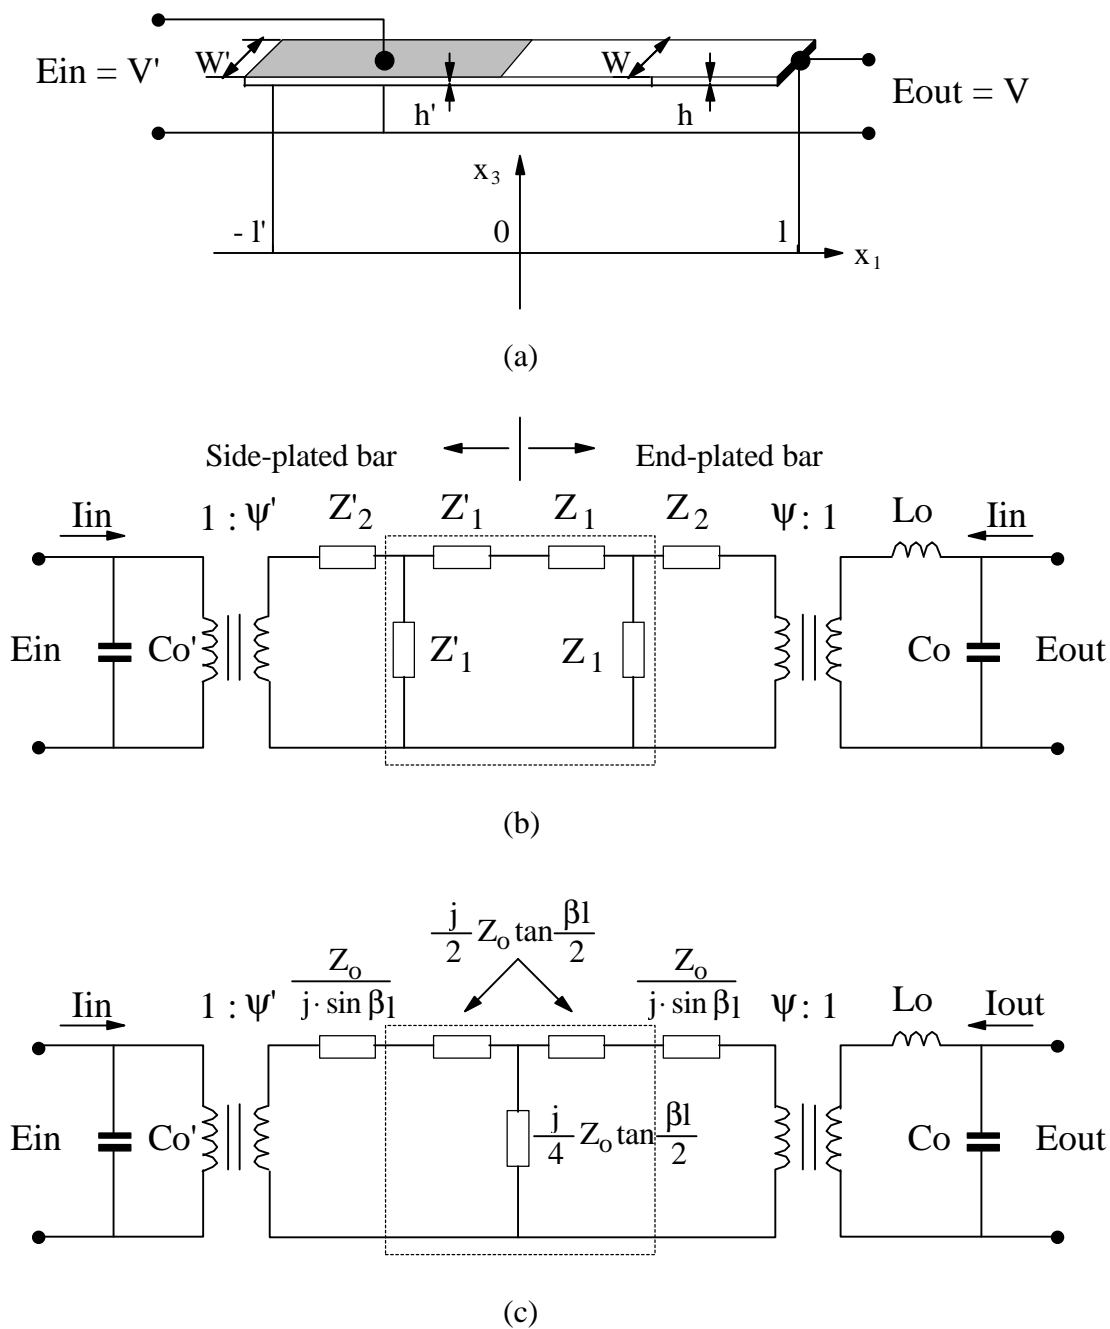 Ein = V'
W'
h'
W
h
Eout = V
x₃
- l'
0
l
x₁
(a)
Side-plated bar
End-plated bar
Iin
1 : ψ'
Z'₂
Z'₁
Z₁
Z₂
ψ: 1
Lo
Iin
Ein
Co'
Z'₁
Z₁
Co
Eout
(b)
j/2 Zₒ tan βl/2
Iin
1 : ψ'
Zₒ/j· sin βl
Zₒ/j· sin βl
ψ: 1
Lo
Iout
Ein
Co'
j/4 Zₒ tan βl/2
Co
Eout
(c)